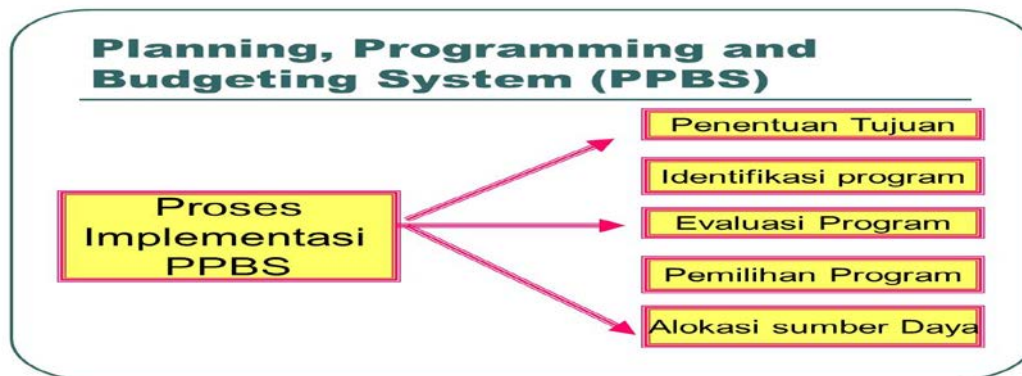 Planning, Programming and
Budgeting System (PPBS)
Proses
Implementasi
PPBS
Penentuan Tujuan
Identifikasi program
Evaluasi Program
Pemilihan Program
Alokasi sumber Daya